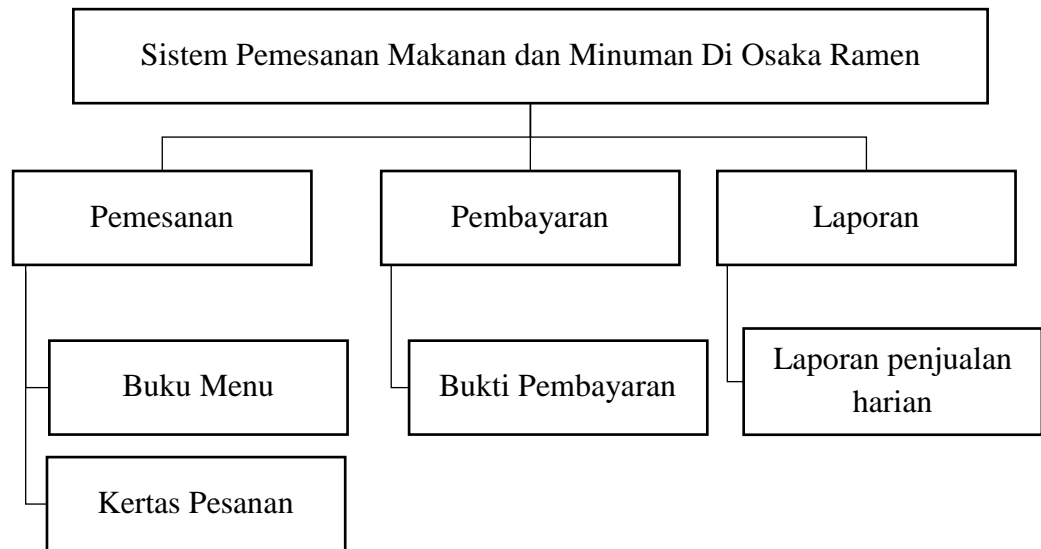 Sistem Pemesanan Makanan dan Minuman Di Osaka Ramen
Pemesanan
Pembayaran
Laporan
Buku Menu
Bukti Pembayaran
Laporan penjualan
harian
Kertas Pesanan